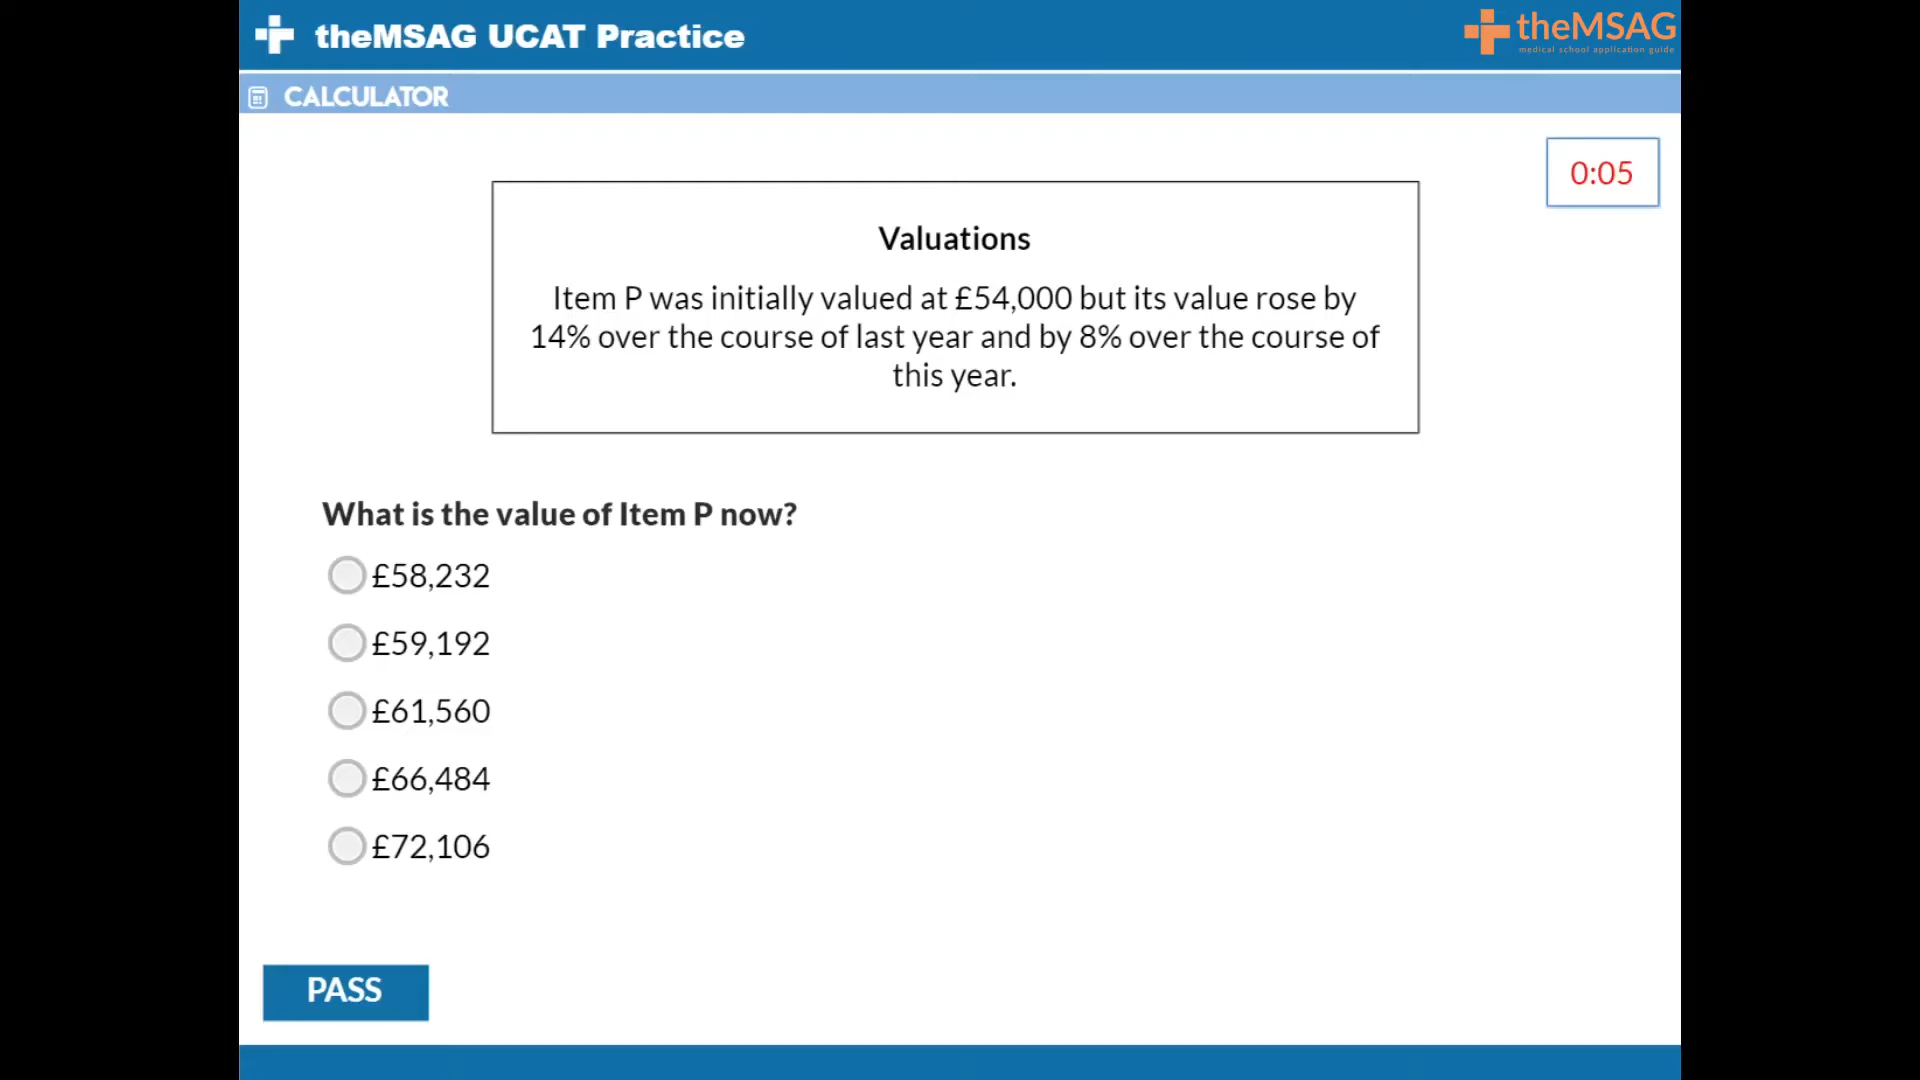 theMSAG UCAT Practice
theMSAG
medical school application guide
CALCULATOR
0:05
Valuations
Item P was initially valued at £54,000 but its value rose by
14% over the course of last year and by 8% over the course of
this year.
What is the value of Item P now?
£58,232
£59,192
£61,560
£66,484
£72,106
PASS